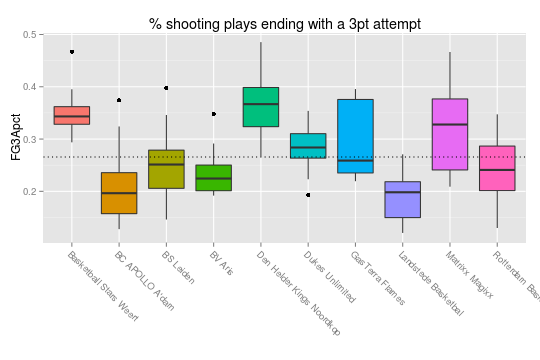 % shooting plays ending with a 3pt attempt
FG3Apct
0.5
0.4
0.3
0.2
Basketball Stars Weert
BC APOLLO A'dam
BS Leiden
BV Aris
Den Helder Kings Noordkop
Dukes Unlimited
GasTerra Flames
Landstede Basketbal
Matrixx Magixx
Rotterdam Bas